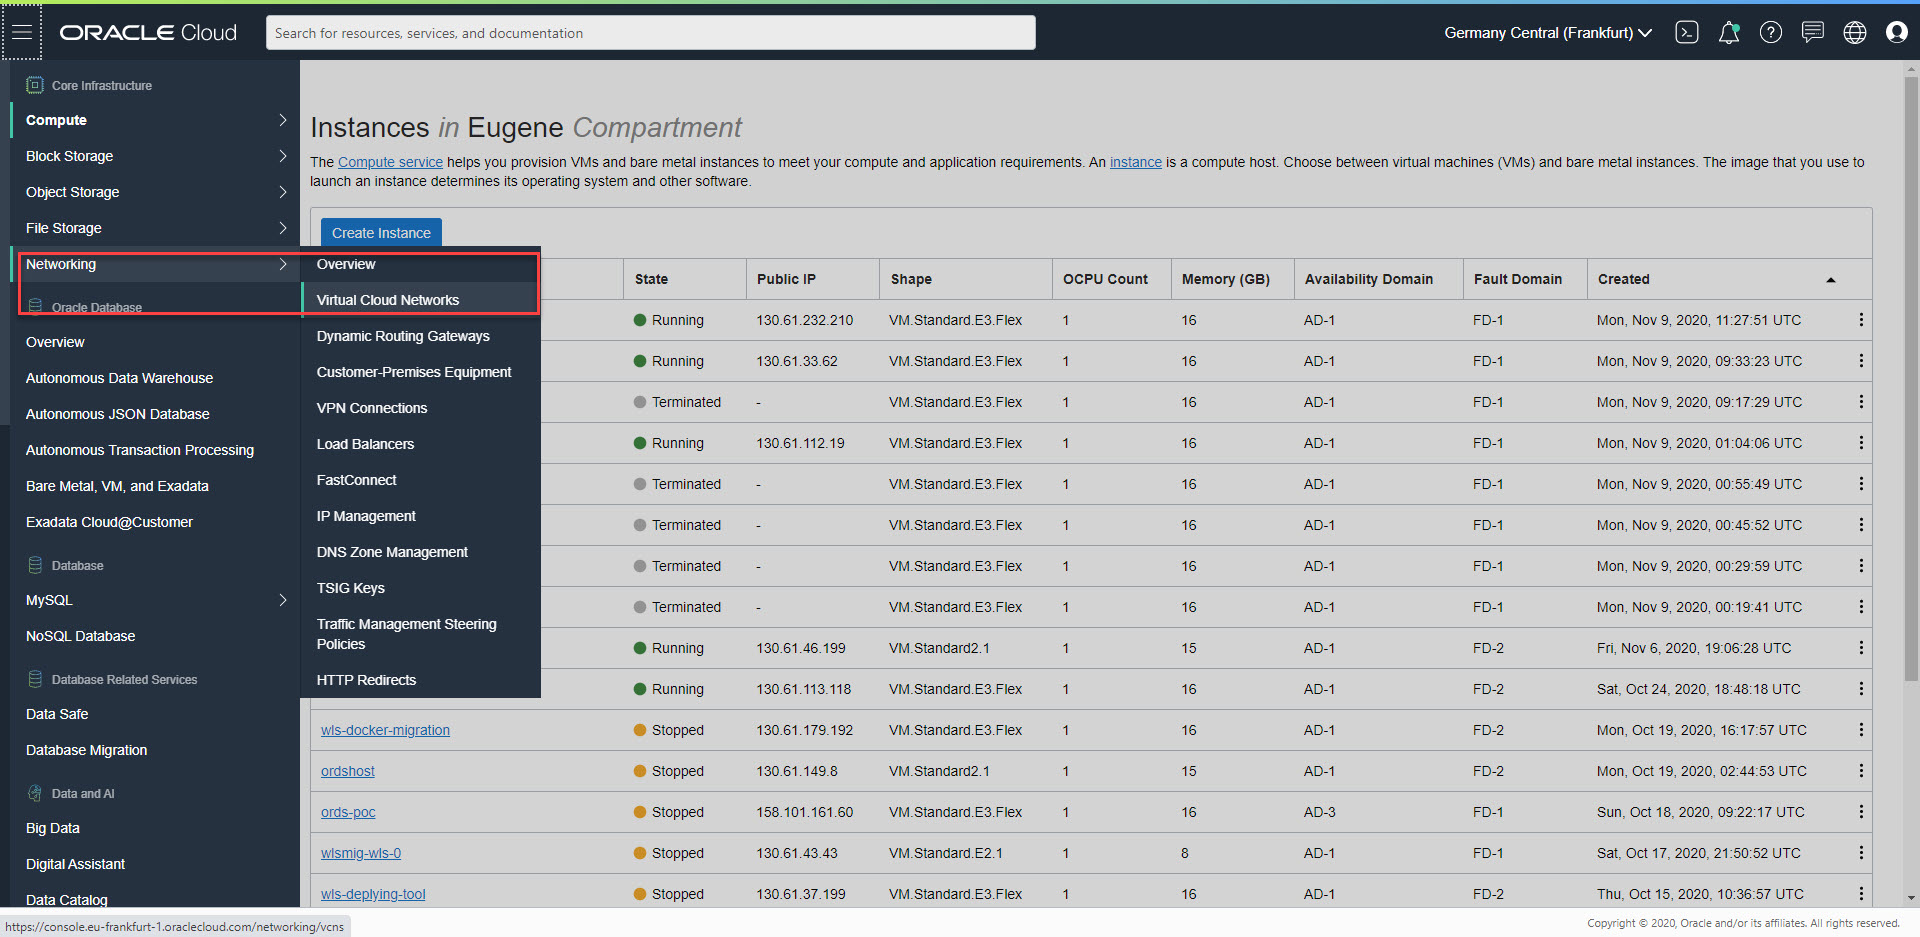 ORACLE Cloud
Search for resources, services, and documentation
Germany Central (Frankfurt)
Core Infrastructure
Compute
Block Storage
Object Storage
File Storage
Networking
Oracle Database
Overview
Autonomous Data Warehouse
Autonomous JSON Database
Autonomous Transaction Processing
Bare Metal, VM, and Exadata
Exadata Cloud@Customer
Database
MySQL
NoSQL Database
Database Related Services
Data Safe
Database Migration
Data and AI
Big Data
Digital Assistant
Data Catalog
Overview
Virtual Cloud Networks
Dynamic Routing Gateways
Customer-Premises Equipment
VPN Connections
Load Balancers
FastConnect
IP Management
DNS Zone Management
TSIG Keys
Traffic Management Steering
Policies
HTTP Redirects
Instances in Eugene Compartment
The Compute service helps you provision VMs and bare metal instances to meet your compute and application requirements. An instance is a compute host. Choose between virtual machines (VMs) and bare metal instances. The image that you use to
launch an instance determines its operating system and other software.
Create Instance
State Public IP Shape OCPU Count Memory (GB) Availability Domain Fault Domain Created
Running 130.61.232.210 VM.Standard.E3.Flex 1 16 AD-1 FD-1 Mon, Nov 9, 2020, 11:27:51 UTC
Running 130.61.33.62 VM.Standard.E3.Flex 1 16 AD-1 FD-1 Mon, Nov 9, 2020, 09:33:23 UTC
Terminated - VM.Standard.E3.Flex 1 16 AD-1 FD-1 Mon, Nov 9, 2020, 09:17:29 UTC
Running 130.61.112.19 VM.Standard.E3.Flex 1 16 AD-1 FD-1 Mon, Nov 9, 2020, 01:04:06 UTC
Terminated - VM.Standard.E3.Flex 1 16 AD-1 FD-1 Mon, Nov 9, 2020, 00:55:49 UTC
Terminated - VM.Standard.E3.Flex 1 16 AD-1 FD-1 Mon, Nov 9, 2020, 00:45:52 UTC
Terminated - VM.Standard.E3.Flex 1 16 AD-1 FD-1 Mon, Nov 9, 2020, 00:29:59 UTC
Terminated - VM.Standard.E3.Flex 1 16 AD-1 FD-1 Mon, Nov 9, 2020, 00:19:41 UTC
Running 130.61.46.199 VM.Standard2.1 1 15 AD-1 FD-2 Fri, Nov 6, 2020, 19:06:28 UTC
Running 130.61.113.118 VM.Standard.E3.Flex 1 16 AD-1 FD-2 Sat, Oct 24, 2020, 18:48:18 UTC
wls-docker-migration Stopped 130.61.179.192 VM.Standard.E3.Flex 1 16 AD-1 FD-2 Mon, Oct 19, 2020, 16:17:57 UTC
ordshost Stopped 130.61.149.8 VM.Standard2.1 1 15 AD-1 FD-2 Mon, Oct 19, 2020, 02:44:53 UTC
ords-poc Stopped 158.101.161.60 VM.Standard.E3.Flex 1 16 AD-3 FD-1 Sun, Oct 18, 2020, 09:22:17 UTC
wlsmig-wls-0 Stopped 130.61.43.43 VM.Standard.E2.1 1 8 AD-1 FD-1 Sat, Oct 17, 2020, 21:50:52 UTC
wls-deplying-tool Stopped 130.61.37.199 VM.Standard.E3.Flex 1 16 AD-1 FD-2 Thu, Oct 15, 2020, 10:36:57 UTC
https://console.eu-frankfurt-1.oraclecloud.com/networking/vcns
Copyright © 2020, Oracle and/or its affiliates. All rights reserved.